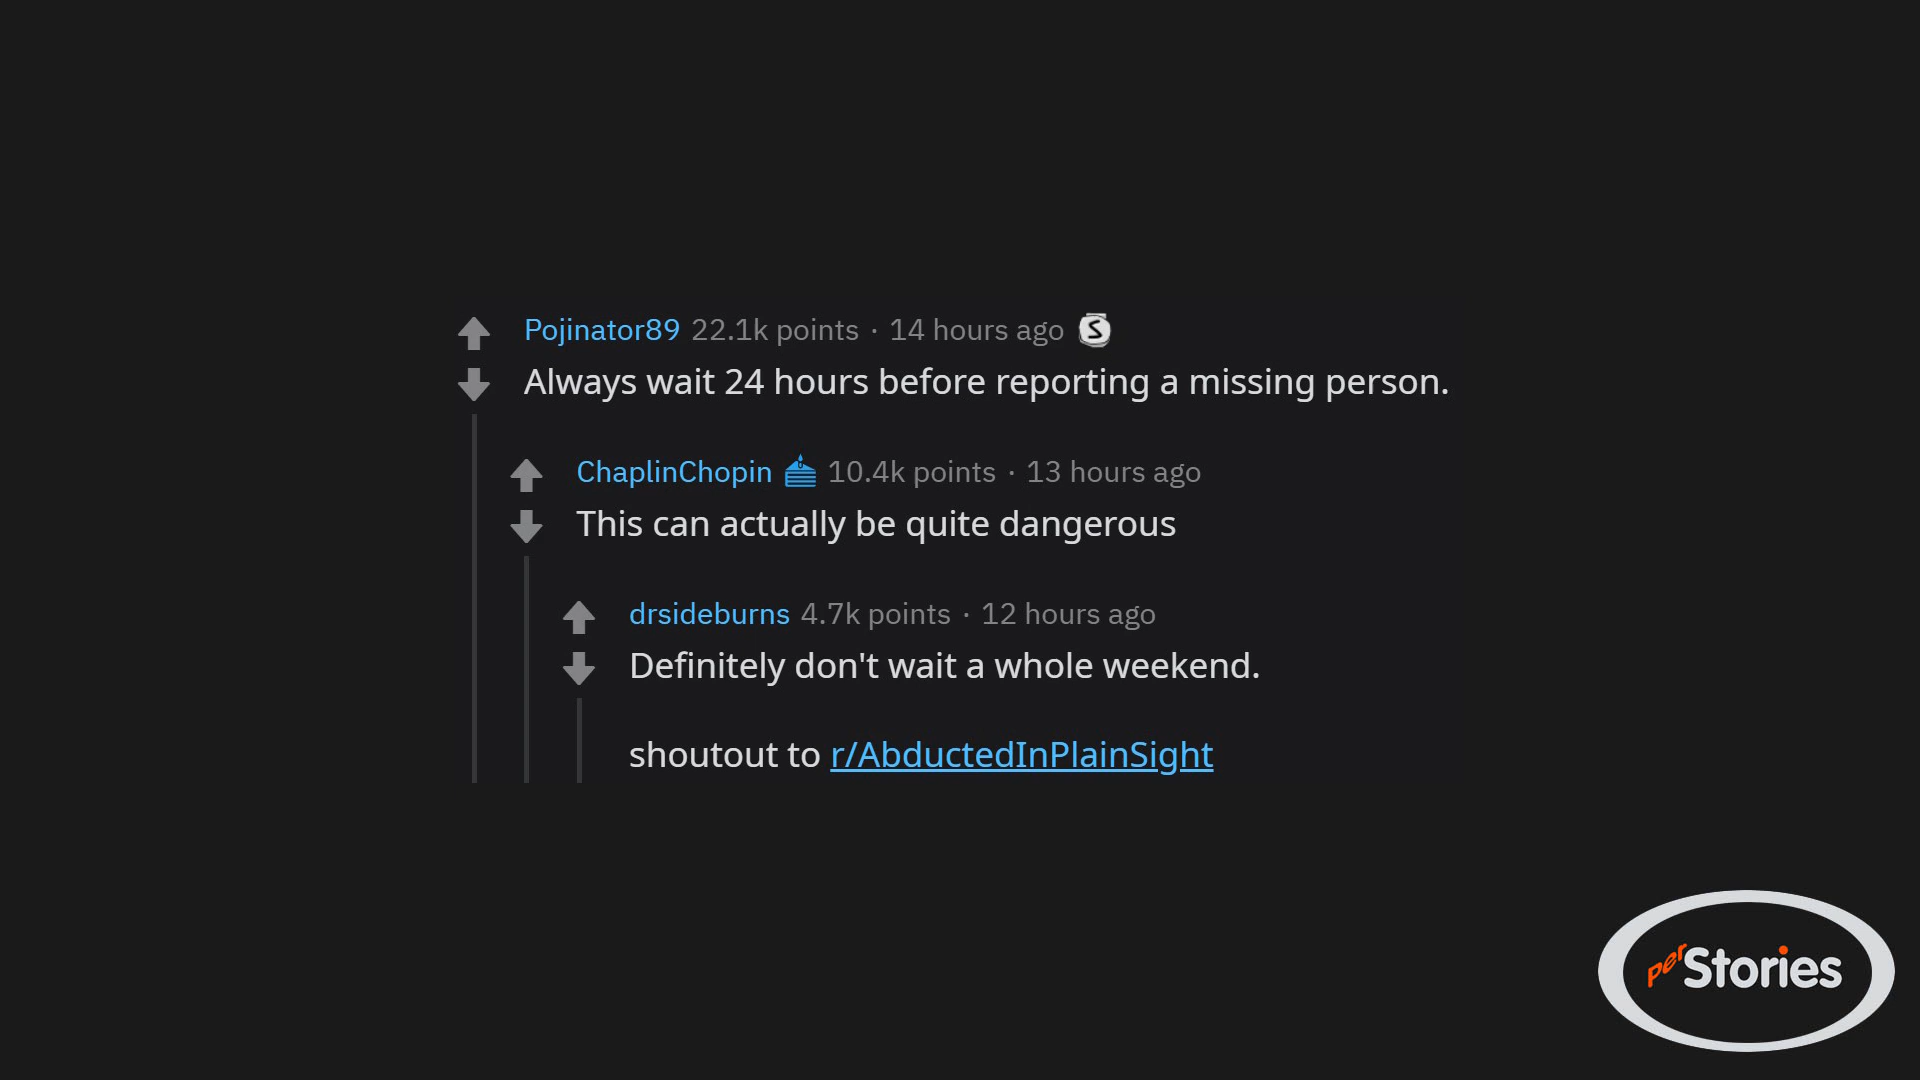 Pojinator89 22.1k points · 14 hours ago S
Always wait 24 hours before reporting a missing person.
ChaplinChopin 10.4k points · 13 hours ago
This can actually be quite dangerous
drsideburns 4.7k points · 12 hours ago
Definitely don't wait a whole weekend.
shoutout to r/AbductedInPlainSight
perStories